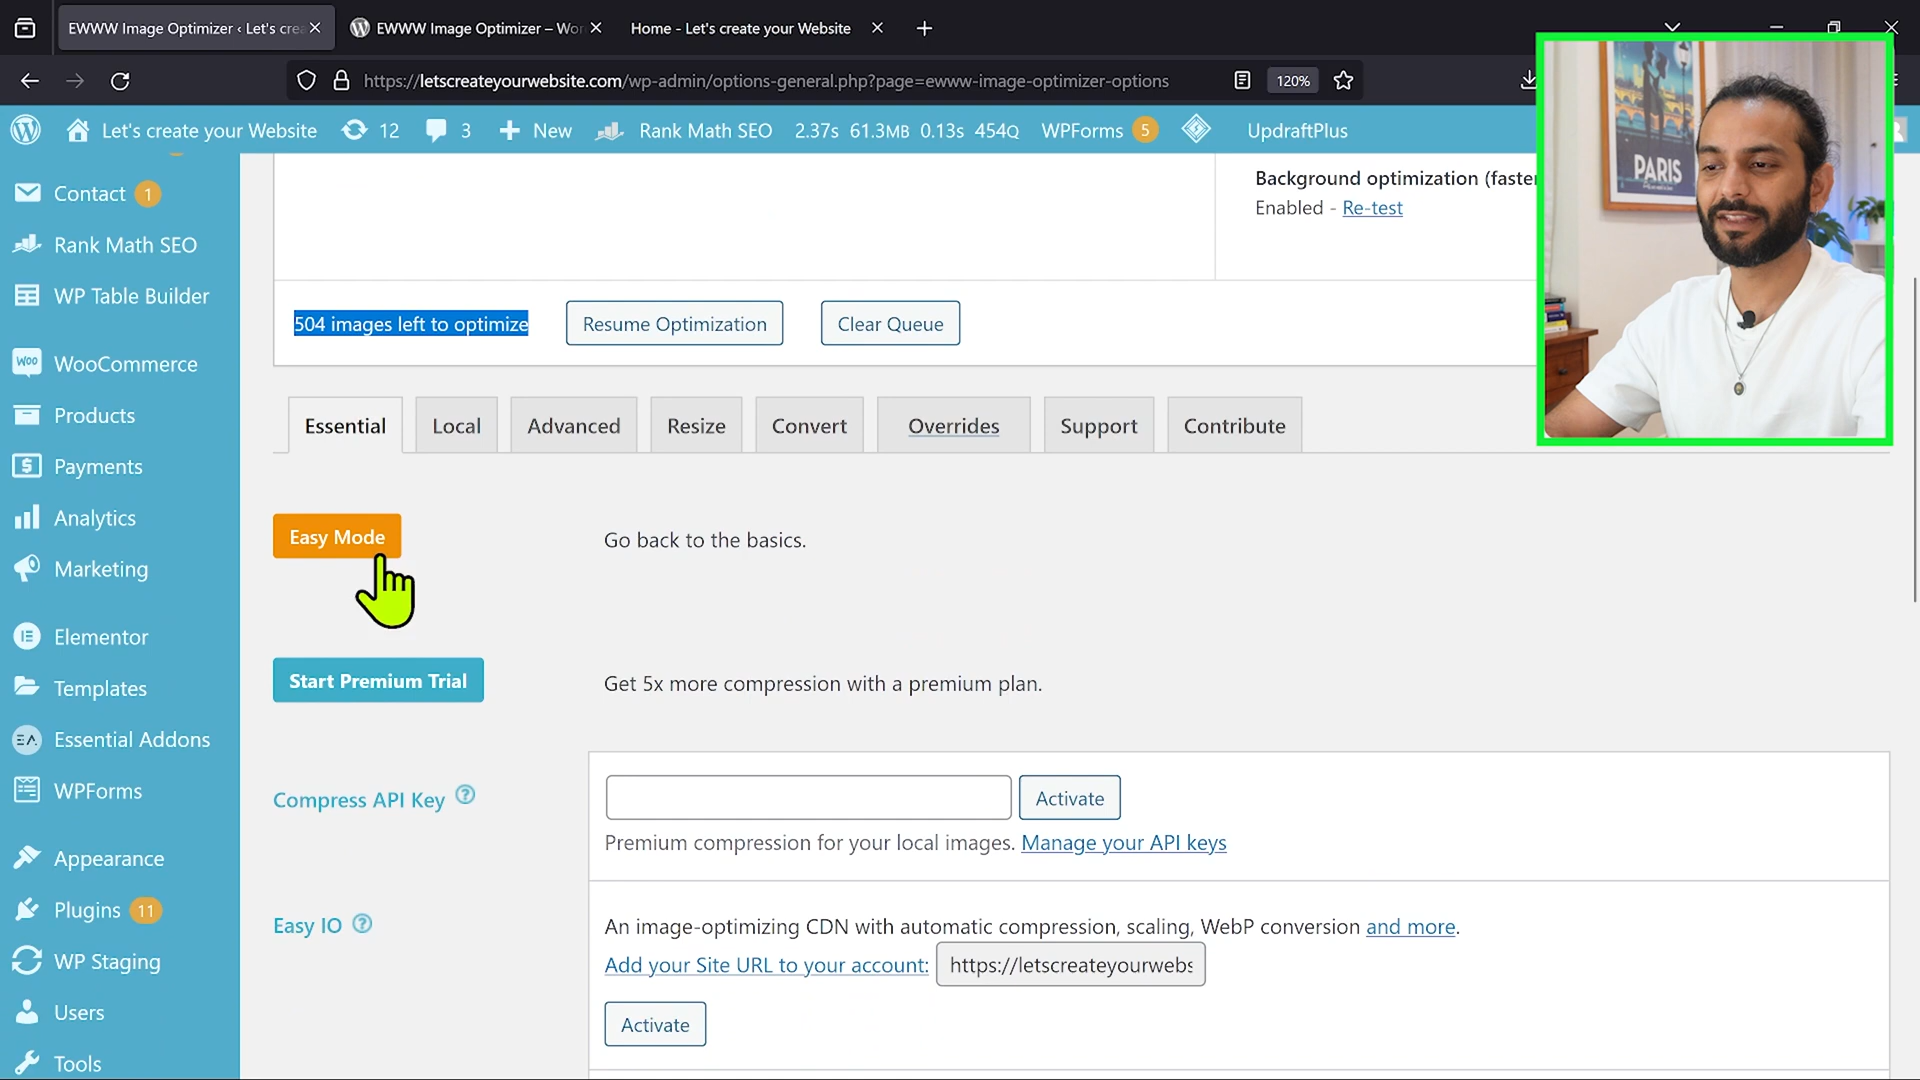 EWWW Image Optimizer ‹ Let's cre
EWWW Image Optimizer – Wor
Home - Let's create your Website
https://letscreateyourwebsite.com/wp-admin/options-general.php?page=ewww-image-optimizer-options
120%
Let's create your Website
12
3
New
Rank Math SEO
2.37s 61.3MB 0.13s 454Q
WPForms 5
UpdraftPlus
PARIS
Contact 1
Rank Math SEO
WP Table Builder
WOO WooCommerce
Products
Payments
Analytics
Marketing
Elementor
Templates
EA Essential Addons
WPForms
Appearance
Plugins 11
WP Staging
Users
Tools
Background optimization (faster
Enabled - Re-test
504 images left to optimize
Resume Optimization
Clear Queue
Essential
Local
Advanced
Resize
Convert
Overrides
Support
Contribute
Easy Mode
Go back to the basics.
Start Premium Trial
Get 5x more compression with a premium plan.
Compress API Key ?
Activate
Premium compression for your local images. Manage your API keys
Easy IO ?
An image-optimizing CDN with automatic compression, scaling, WebP conversion and more.
Add your Site URL to your account: https://letscreateyourwebs
Activate